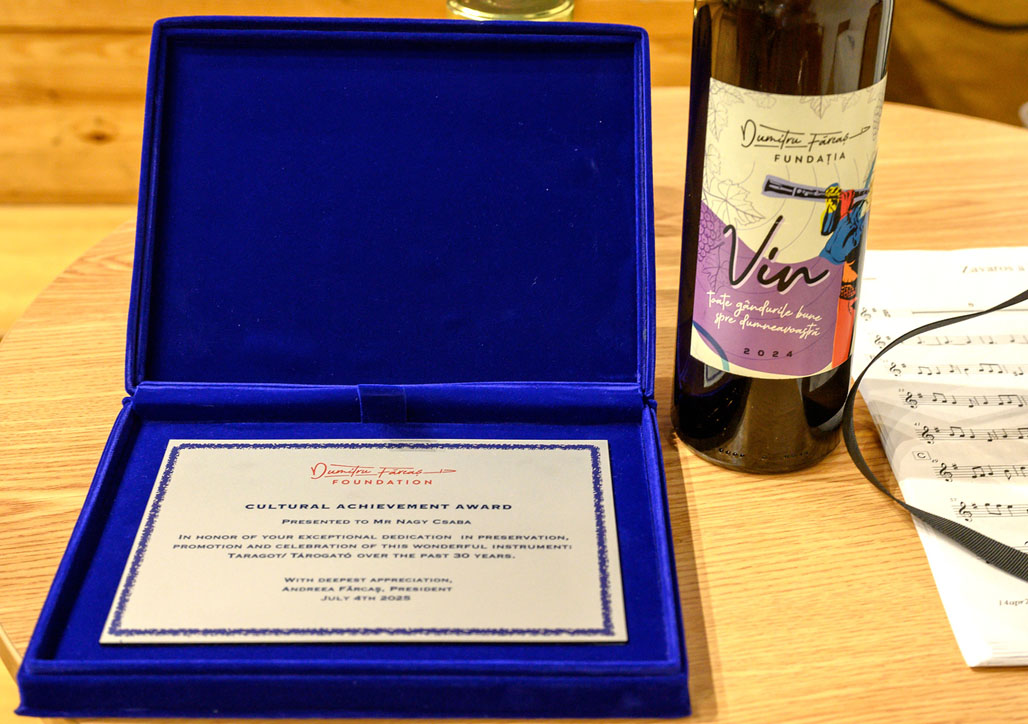 Dumitru Fărcaș
FOUNDATION
CULTURAL ACHIEVEMENT AWARD
PRESENTED TO MR NAGY CSABA
IN HONOR OF YOUR EXCEPTIONAL DEDICATION IN PRESERVATION,
PROMOTION AND CELEBRATION OF THIS WONDERFUL INSTRUMENT:
TARAGOT/ TÁROGATÓ OVER THE PAST 30 YEARS.
WITH DEEPEST APPRECIATION,
ANDREEA FĂRCAȘ, PRESIDENT
JULY 4TH 2025
Dumitru Fărcaș
FUNDAȚIA
Vin
toate gândurile bune
spre dumneavoastră
2024
C